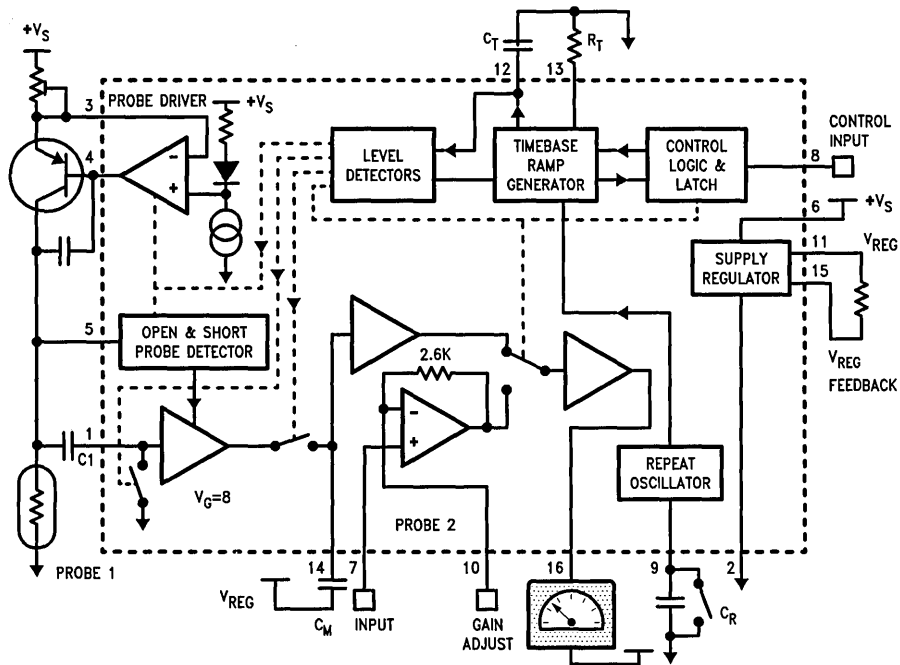 +VS
CT
RT
12
13
3
PROBE DRIVER
+VS
4
-
+
LEVEL
DETECTORS
TIMEBASE
RAMP
GENERATOR
CONTROL
LOGIC &
LATCH
CONTROL
INPUT
8
6
+VS
SUPPLY
REGULATOR
11
VREG
15
VREG
FEEDBACK
5
OPEN & SHORT
PROBE DETECTOR
2.6K
-
+
1
C1
VG=8
REPEAT
OSCILLATOR
PROBE 2
PROBE 1
14
7
10
16
9
2
VREG
CM
INPUT
GAIN
ADJUST
CR